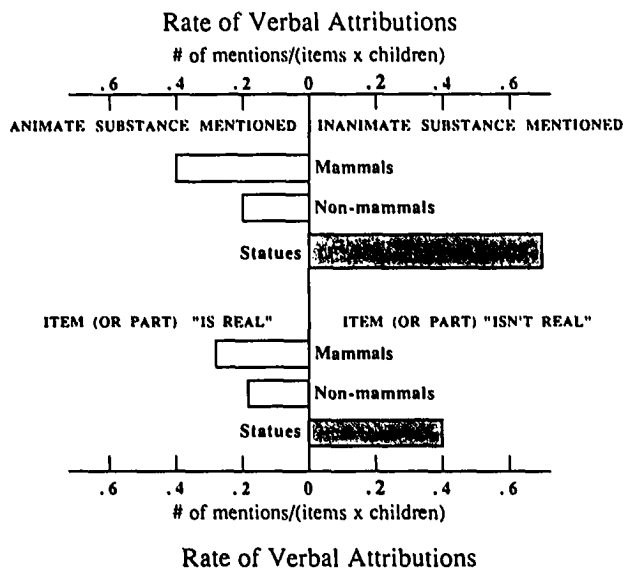 Rate of Verbal Attributions
# of mentions/(items x children)
.6 .4 .2 0 .2 .4 .6
ANIMATE SUBSTANCE MENTIONED INANIMATE SUBSTANCE MENTIONED
Mammals
Non-mammals
Statues
ITEM (OR PART) "IS REAL" ITEM (OR PART) "ISN'T REAL"
Mammals
Non-mammals
Statues
.6 .4 .2 0 .2 .4 .6
# of mentions/(items x children)
Rate of Verbal Attributions